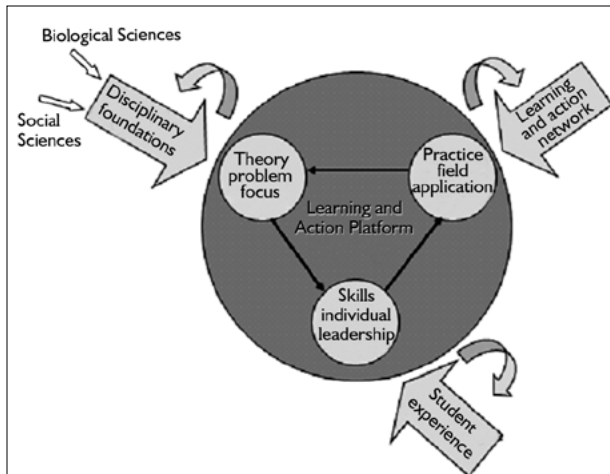 Biological Sciences
Social
Sciences
Disciplinary
foundations
Learning
and action
network
Theory
problem
focus
Practice
field
application
Learning and
Action Platform
Skills
individual
leadership
Student
experience